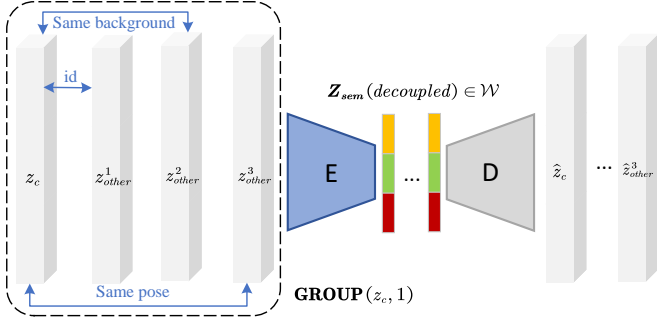 Same background
id
Z_sem(decoupled) ∈ 𝒲
z_c
z^1_other
z^2_other
z^3_other
E
...
D
ẑ_c
...
ẑ^3_other
Same pose
GROUP(z_c, 1)